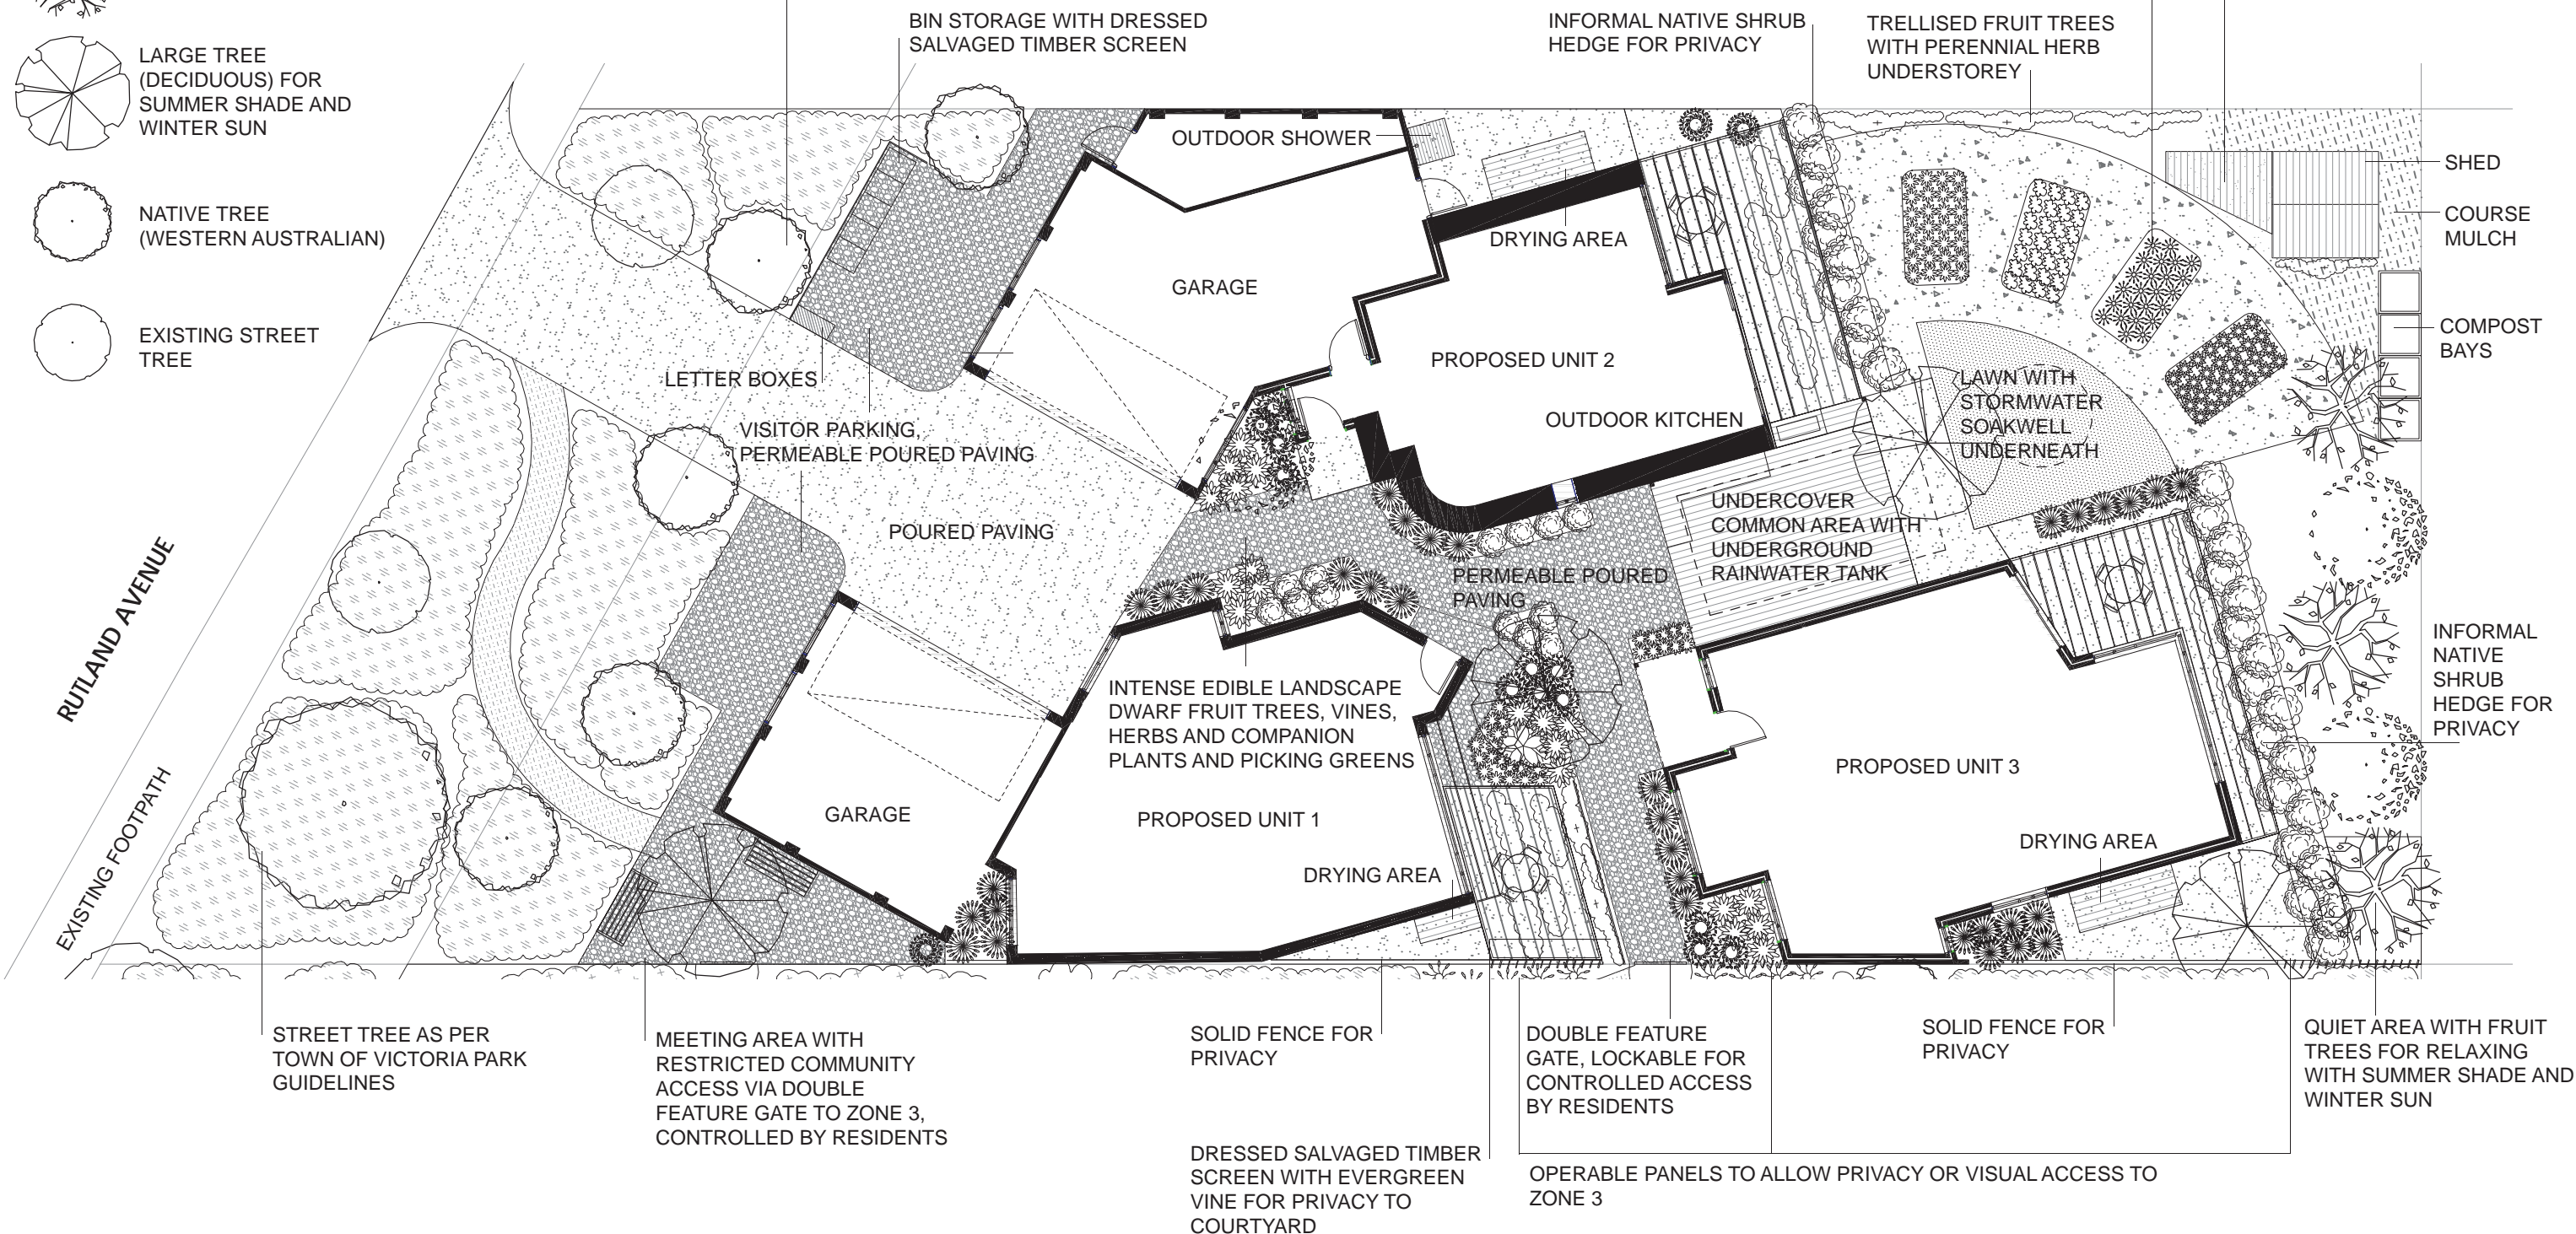 BIN STORAGE WITH DRESSED
SALVAGED TIMBER SCREEN
INFORMAL NATIVE SHRUB
HEDGE FOR PRIVACY
TRELLISED FRUIT TREES
WITH PERENNIAL HERB
UNDERSTOREY
LARGE TREE
(DECIDUOUS) FOR
SUMMER SHADE AND
WINTER SUN
NATIVE TREE
(WESTERN AUSTRALIAN)
EXISTING STREET
TREE
OUTDOOR SHOWER
SHED
COURSE
MULCH
DRYING AREA
GARAGE
COMPOST
BAYS
PROPOSED UNIT 2
LETTER BOXES
OUTDOOR KITCHEN
LAWN WITH
STORMWATER
SOAKWELL
UNDERNEATH
VISITOR PARKING,
PERMEABLE POURED PAVING
POURED PAVING
UNDERCOVER
COMMON AREA WITH
UNDERGROUND
RAINWATER TANK
PERMEABLE POURED
PAVING
RUTLAND AVENUE
EXISTING FOOTPATH
INFORMAL
NATIVE
SHRUB
HEDGE FOR
PRIVACY
INTENSE EDIBLE LANDSCAPE
DWARF FRUIT TREES, VINES,
HERBS AND COMPANION
PLANTS AND PICKING GREENS
PROPOSED UNIT 3
GARAGE
PROPOSED UNIT 1
DRYING AREA
DRYING AREA
STREET TREE AS PER
TOWN OF VICTORIA PARK
GUIDELINES
MEETING AREA WITH
RESTRICTED COMMUNITY
ACCESS VIA DOUBLE
FEATURE GATE TO ZONE 3,
CONTROLLED BY RESIDENTS
SOLID FENCE FOR
PRIVACY
DOUBLE FEATURE
GATE, LOCKABLE FOR
CONTROLLED ACCESS
BY RESIDENTS
SOLID FENCE FOR
PRIVACY
QUIET AREA WITH FRUIT
TREES FOR RELAXING
WITH SUMMER SHADE AND
WINTER SUN
DRESSED SALVAGED TIMBER
SCREEN WITH EVERGREEN
VINE FOR PRIVACY TO
COURTYARD
OPERABLE PANELS TO ALLOW PRIVACY OR VISUAL ACCESS TO
ZONE 3